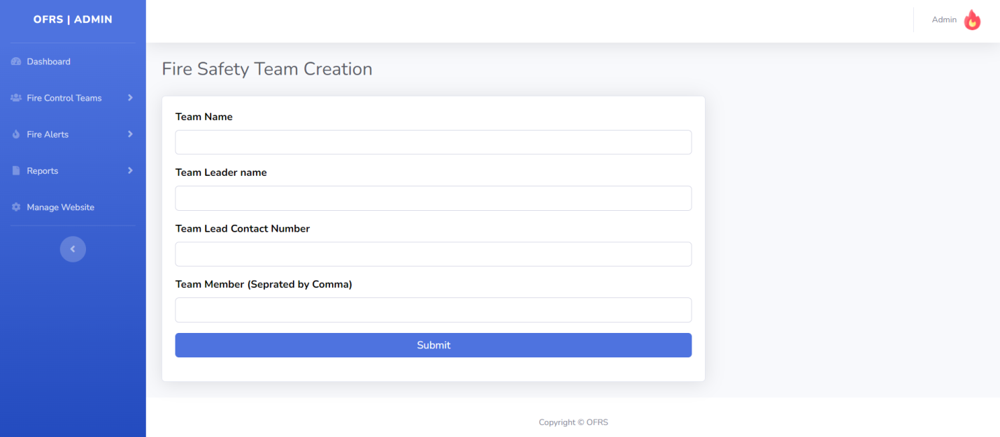 OFRS | ADMIN
Dashboard
Fire Control Teams
Fire Alerts
Reports
Manage Website
Admin
Fire Safety Team Creation
Team Name
Team Leader name
Team Lead Contact Number
Team Member (Seprated by Comma)
Submit
Copyright © OFRS